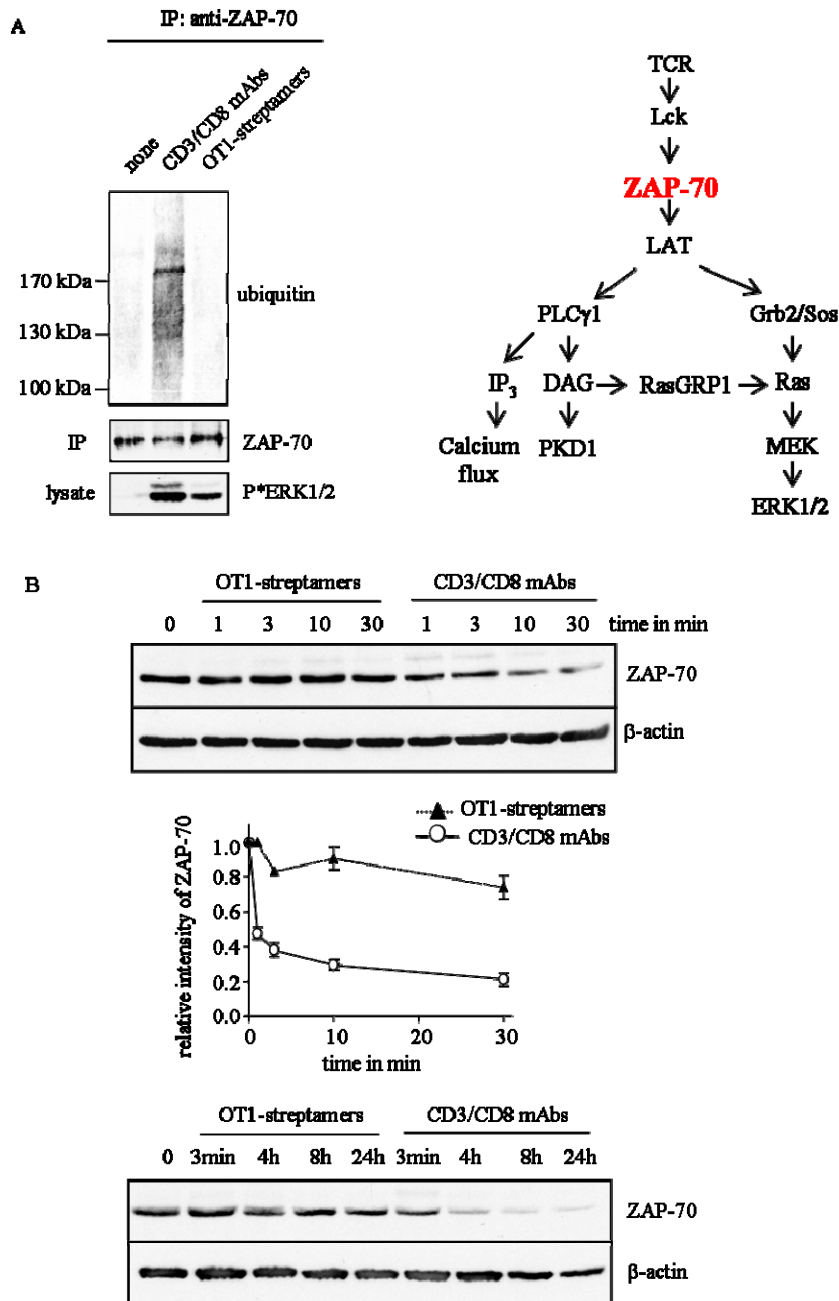 A
IP: anti-ZAP-70
none
CD3/CD8 mAbs
OT1-streptamers
170 kDa
130 kDa
100 kDa
ubiquitin
IP
ZAP-70
lysate
P*ERK1/2
TCR
Lck
ZAP-70
LAT
PLCγ1 Grb2/Sos
IP3 DAG RasGRP1 Ras
Calcium flux
PKD1
MEK
ERK1/2
B
OT1-streptamers CD3/CD8 mAbs
0 1 3 10 30 1 3 10 30 time in min
ZAP-70
β-actin
OT1-streptamers
CD3/CD8 mAbs
relative intensity of ZAP-70
1.0
0.8
0.6
0.4
0.2
0.0
0 10 20 30
time in min
OT1-streptamers CD3/CD8 mAbs
0 3min 4h 8h 24h 3min 4h 8h 24h
ZAP-70
β-actin